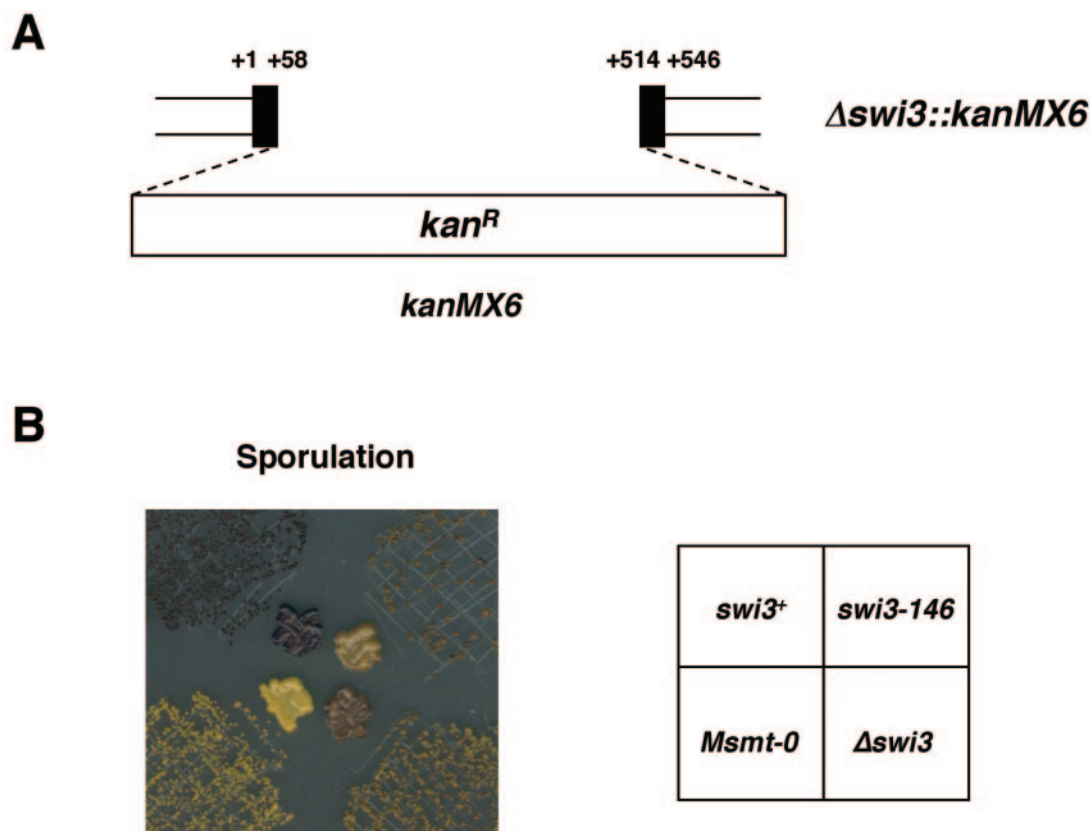 A
+1 +58
+514 +546
Δswi3::kanMX6
kanR
kanMX6
B
Sporulation
swi3+
swi3-146
Msmt-0
Δswi3